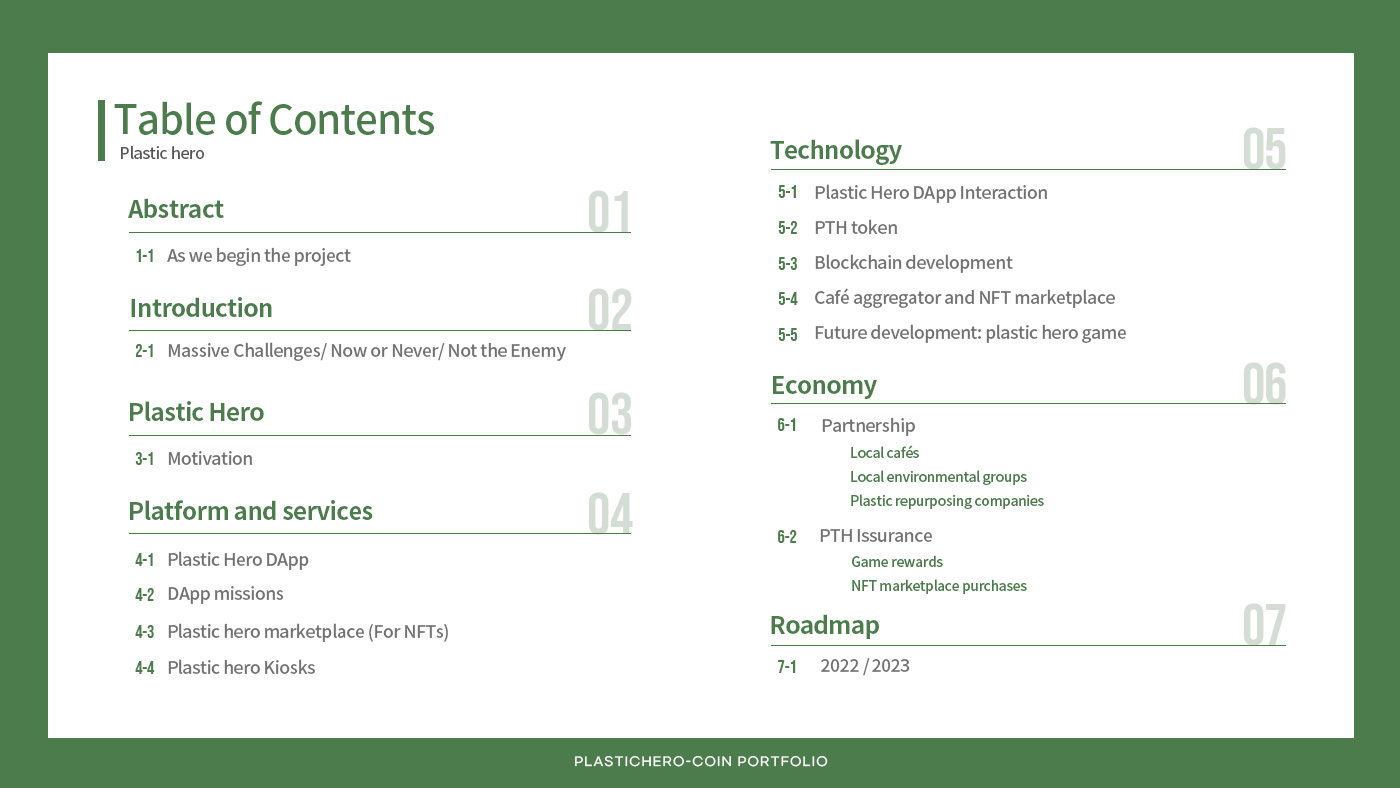 Table of Contents
Plastic hero
Abstract 01
1-1 As we begin the project
Introduction 02
2-1 Massive Challenges/ Now or Never/ Not the Enemy
Plastic Hero 03
3-1 Motivation
Platform and services 04
4-1 Plastic Hero DApp
4-2 DApp missions
4-3 Plastic hero marketplace (For NFTs)
4-4 Plastic hero Kiosks
Technology 05
5-1 Plastic Hero DApp Interaction
5-2 PTH token
5-3 Blockchain development
5-4 Café aggregator and NFT marketplace
5-5 Future development: plastic hero game
Economy 06
6-1 Partnership
Local cafés
Local environmental groups
Plastic repurposing companies
6-2 PTH Issurance
Game rewards
NFT marketplace purchases
Roadmap 07
7-1 2022 / 2023
PLASTICHERO-COIN PORTFOLIO